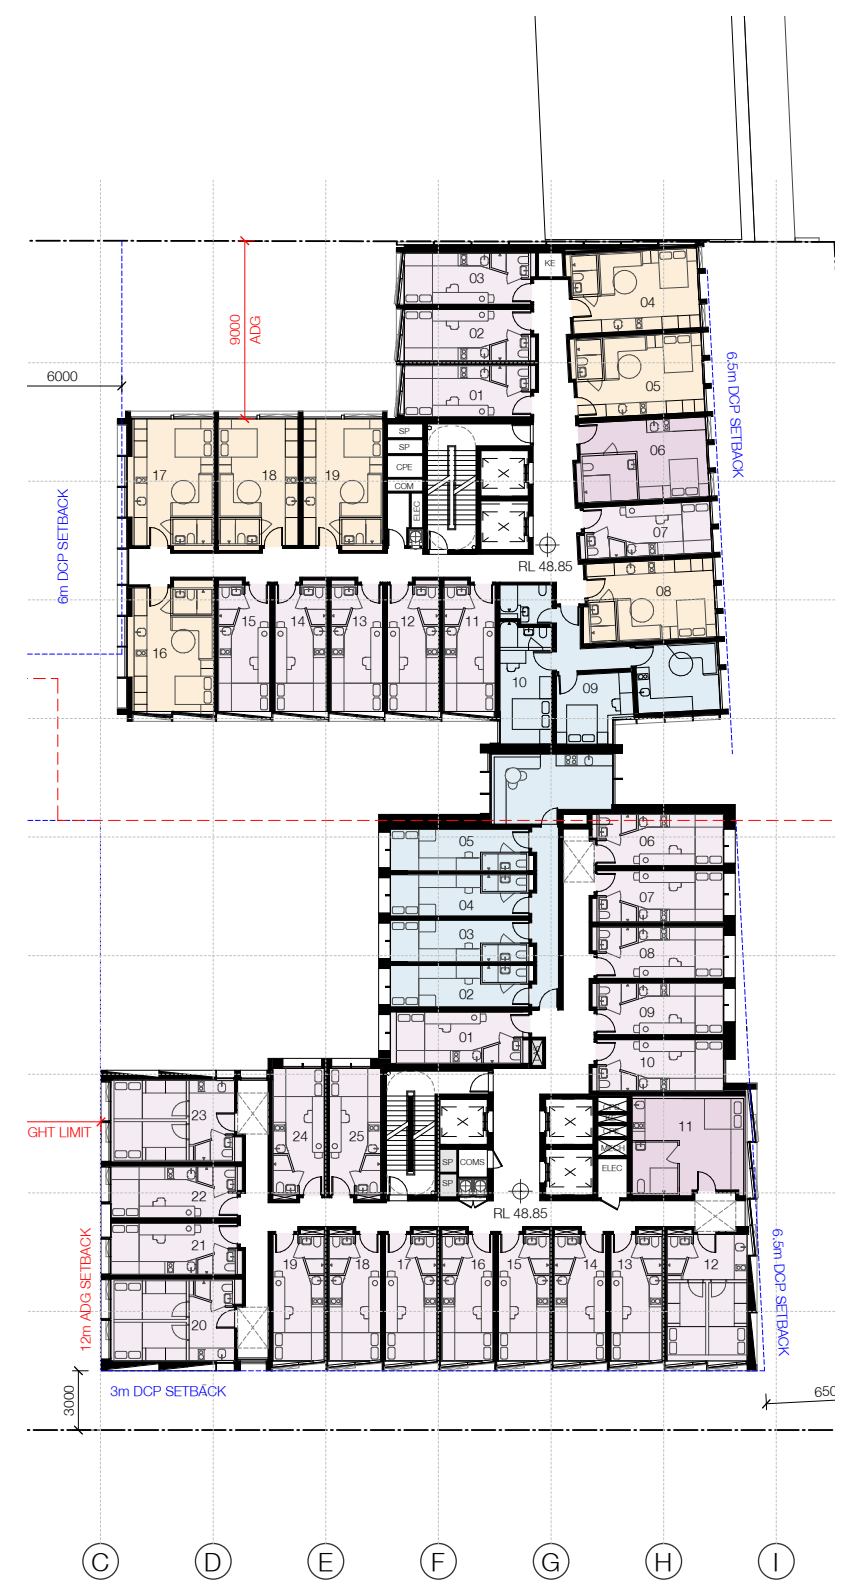 03
KE
04
9000
ADG
02
6.5m DCP SETBACK
6000
01
05
SP
SP
CPE
COM
ELEC
06
17
18
19
6m DCP SETBACK
07
RL 48.85
08
15
14
13
12
11
16
10
09
05
06
04
07
03
08
02
09
01
10
23
24
25
GHT LIMIT
11
SP
COMS
SP
MECH
ELEC
22
RL 48.85
21
12m ADG SETBACK
19
18
17
16
15
14
13
12
6.5m DCP SETBACK
20
3000
3m DCP SETBACK
650
C
D
E
F
G
H
I